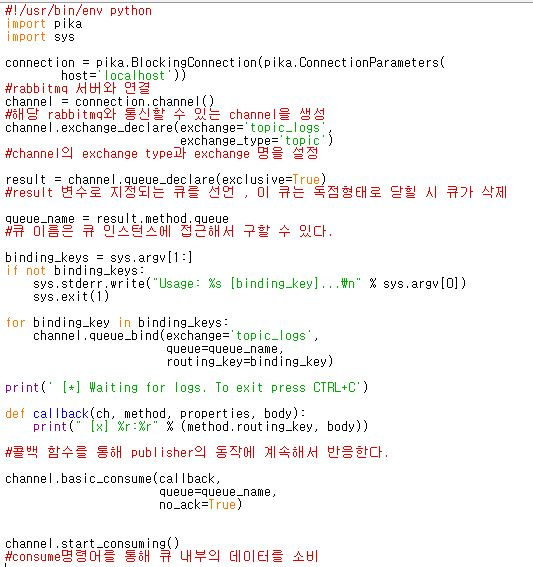 #!/usr/bin/env python
import pika
import sys

connection = pika.BlockingConnection(pika.ConnectionParameters(
        host='localhost'))
#rabbitmq 서버와 연결
channel = connection.channel()
#해당 rabbitmq와 통신할 수 있는 channel을 생성
channel.exchange_declare(exchange='topic_logs',
                         exchange_type='topic')
#channel의 exchange type과 exchange 명을 설정

result = channel.queue_declare(exclusive=True)
#result 변수로 지정되는 큐를 선언 , 이 큐는 독점형태로 닫힐 시 큐가 삭제

queue_name = result.method.queue
#큐 이름은 큐 인스턴스에 접근해서 구할 수 있다.

binding_keys = sys.argv[1:]
if not binding_keys:
    sys.stderr.write("Usage: %s [binding_key]...₩n" % sys.argv[0])
    sys.exit(1)

for binding_key in binding_keys:
    channel.queue_bind(exchange='topic_logs',
                       queue=queue_name,
                       routing_key=binding_key)

print(' [*] Waiting for logs. To exit press CTRL+C')

def callback(ch, method, properties, body):
    print(" [x] %r:%r" % (method.routing_key, body))

#콜백 함수를 통해 publisher의 동작에 계속해서 반응한다.

channel.basic_consume(callback,
                      queue=queue_name,
                      no_ack=True)


channel.start_consuming()
#consume명령어를 통해 큐 내부의 데이터를 소비